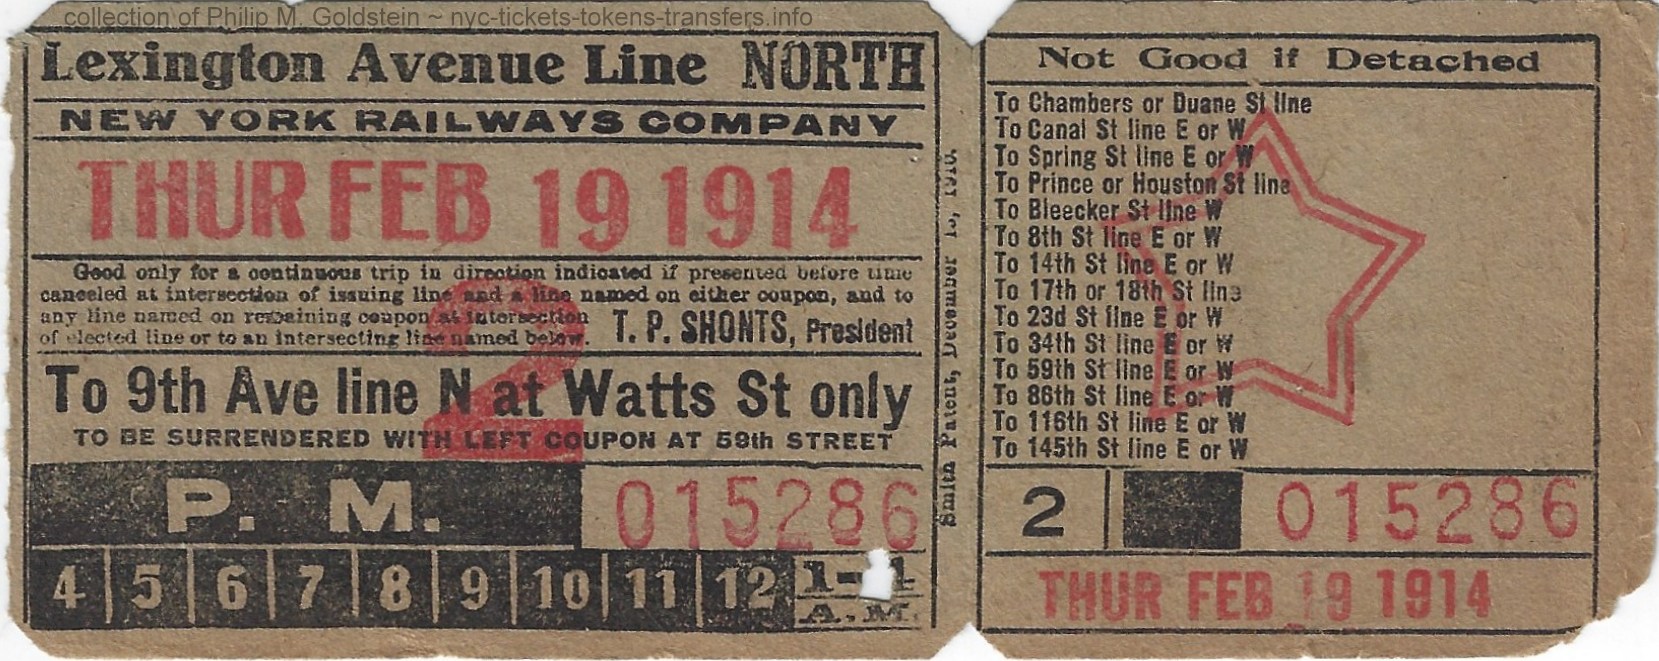 collection of Philip M. Goldstein ~ nyc-tickets-tokens-transfers.info
Lexington Avenue Line NORTH
NEW YORK RAILWAYS COMPANY
THUR FEB 19 1914
Good only for a continuous trip in direction indicated if presented before time
canceled at intersection of issuing line and a line named on either coupon, and to
any line named on remaining coupon at intersection
of elected line or to an intersecting line named below.
T. P. SHONTS, President
2
To 9th Ave line N at Watts St only
TO BE SURRENDERED WITH LEFT COUPON AT 59th STREET
P. M.
015286
4 5 6 7 8 9 10 11 12 1-4
A.M.
Smith Patent, December 13, 1910.
Not Good if Detached
To Chambers or Duane St line
To Canal St line E or W
To Spring St line E or W
To Prince or Houston St line
To Bleecker St line W
To 8th St line E or W
To 14th St line E or W
To 17th or 18th St line
To 23d St line E or W
To 34th St line E or W
To 59th St line E or W
To 86th St line E or W
To 116th St line E or W
To 145th St line E or W
2
015286
THUR FEB 19 1914